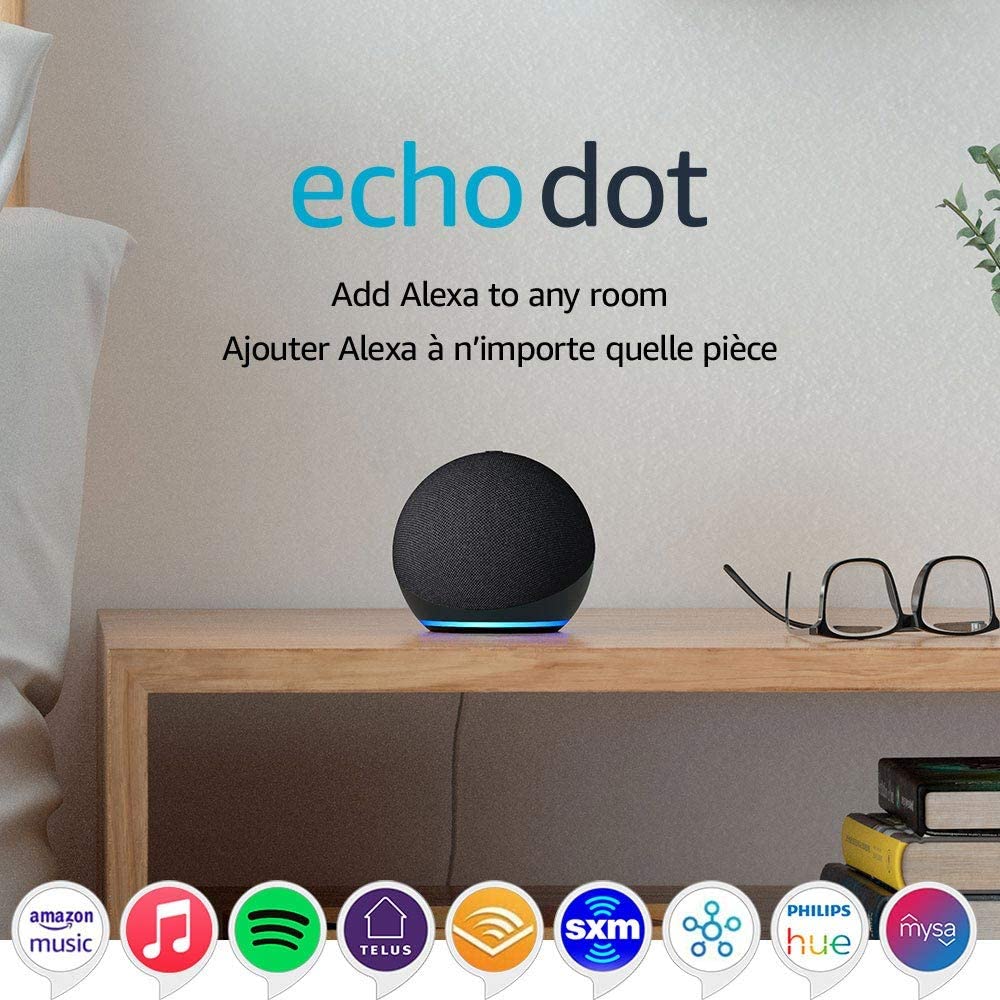 echo dot
Add Alexa to any room
Ajouter Alexa à n’importe quelle pièce
amazon
music
TELUS
sxm
PHILIPS
hue
mysa